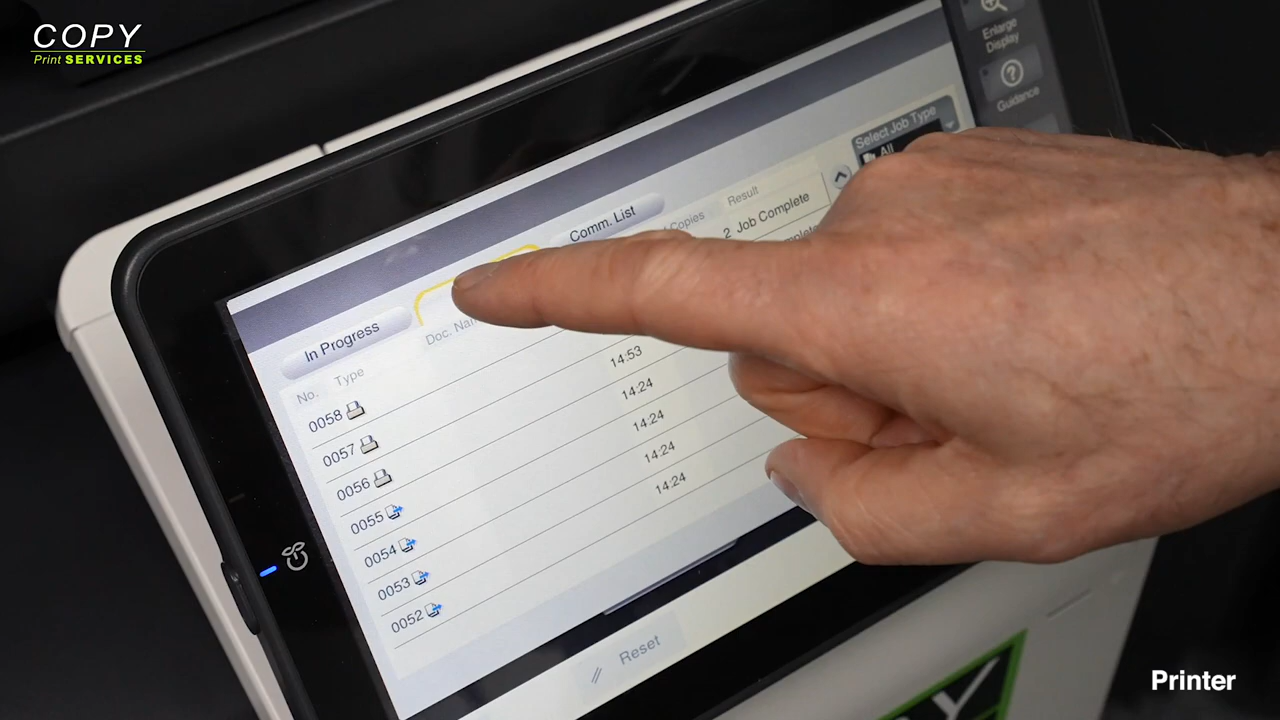 COPY
Print SERVICES
Enlarge
Display
Guidance
Select Job Type
All
Comm. List
In Progress
No. Type Doc. Copies Result
2 Job Complete
0058
0057 14:53
0056 14:24
0055 14:24
0054 14:24
0053 14:24
0052
Reset
Printer